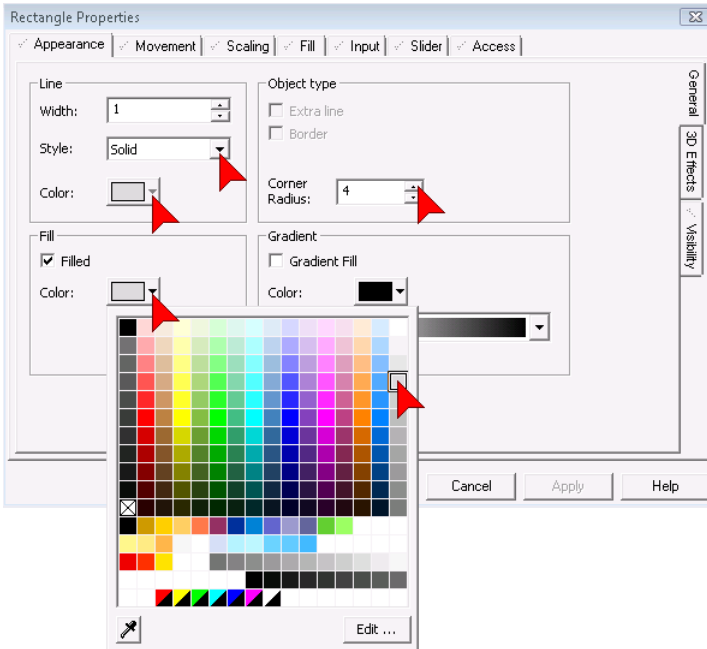 Rectangle Properties
Appearance Movement Scaling Fill Input Slider Access
General
3D Effects
Visibility
Line
Width: 1
Style: Solid
Color:
Object type
Extra line
Border
Corner
Radius: 4
Fill
Filled
Color:
Gradient
Gradient Fill
Color:
Cancel Apply Help
Edit ...